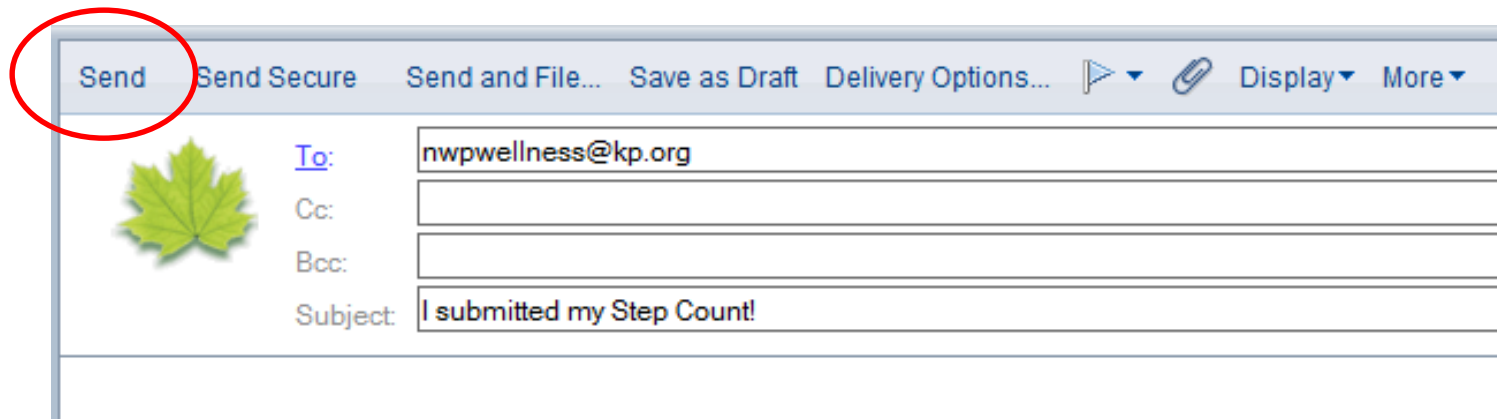 Send Send Secure Send and File... Save as Draft Delivery Options... Display More
To: nwpwellness@kp.org
Cc:
Bcc:
Subject: I submitted my Step Count!